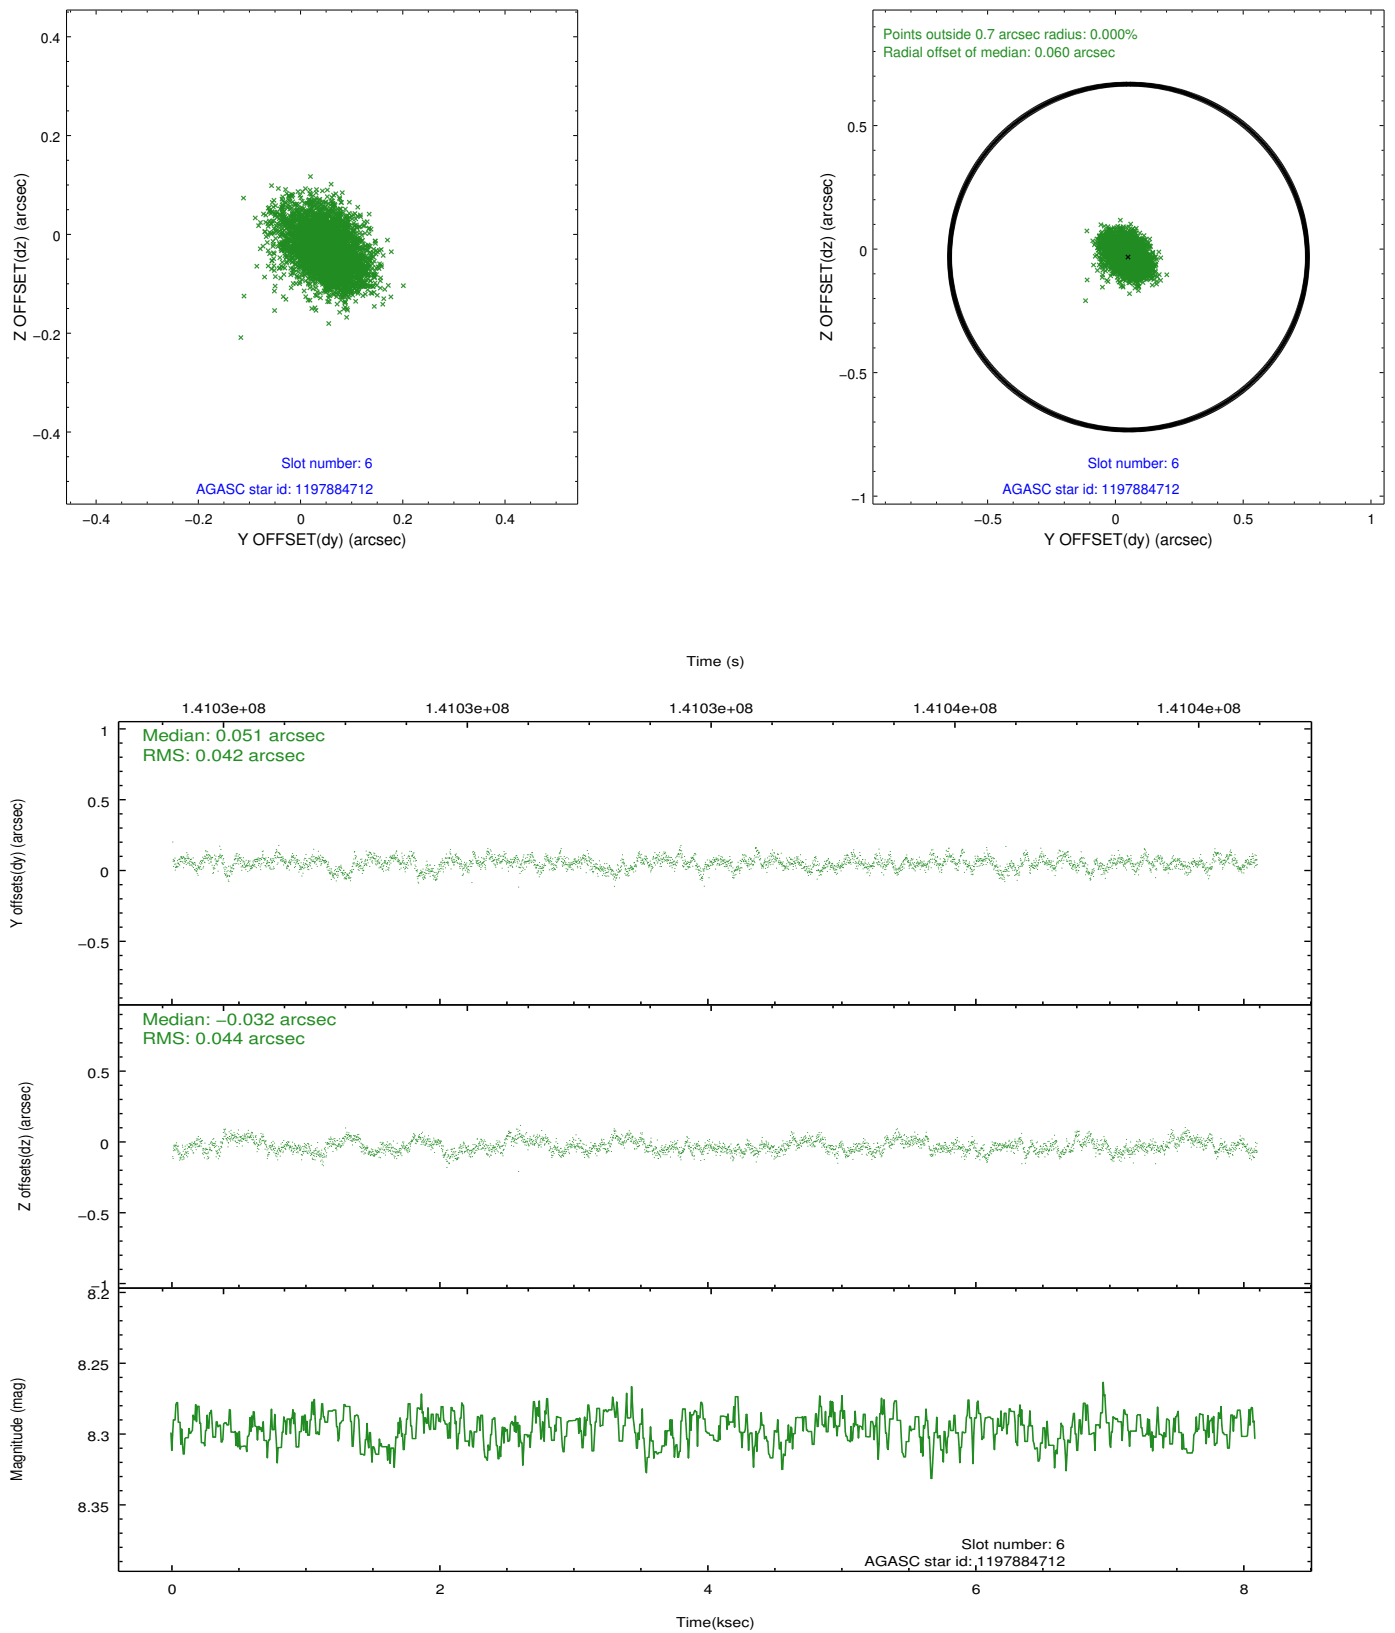 0.4
0.2
0
−0.2
−0.4
Z OFFSET(dz) (arcsec)
Slot number: 6
AGASC star id: 1197884712
−0.4
−0.2
0
0.2
0.4
Y OFFSET(dy) (arcsec)
Points outside 0.7 arcsec radius: 0.000%
Radial offset of median: 0.060 arcsec
0.5
0
−0.5
−1
Z OFFSET(dz) (arcsec)
Slot number: 6
AGASC star id: 1197884712
−0.5
0
0.5
1
Y OFFSET(dy) (arcsec)
Time (s)
1.4103e+08
1.4103e+08
1.4103e+08
1.4104e+08
1.4104e+08
Median: 0.051 arcsec
RMS: 0.042 arcsec
1
0.5
0
−0.5
Y offsets(dy) (arcsec)
Median: −0.032 arcsec
RMS: 0.044 arcsec
0.5
0
−0.5
−1
Z offsets(dz) (arcsec)
8.2
8.25
8.3
8.35
Magnitude (mag)
Slot number: 6
AGASC star id: 1197884712
0
2
4
6
8
Time(ksec)